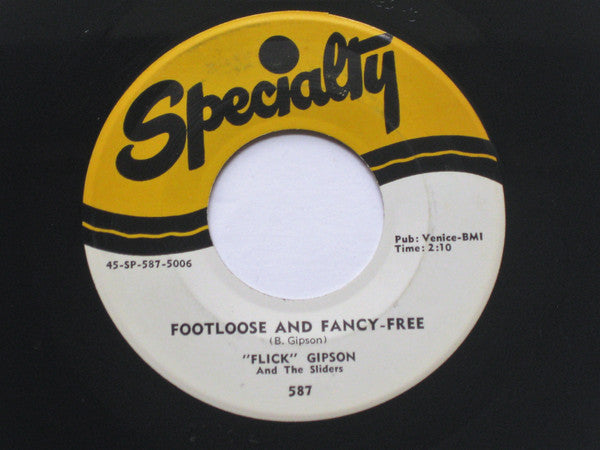 Specialty
Pub: Venice-BMI
Time: 2:10
45-SP-587-5006
FOOTLOOSE AND FANCY-FREE
(B. Gipson)
"FLICK" GIPSON
And The Sliders
587